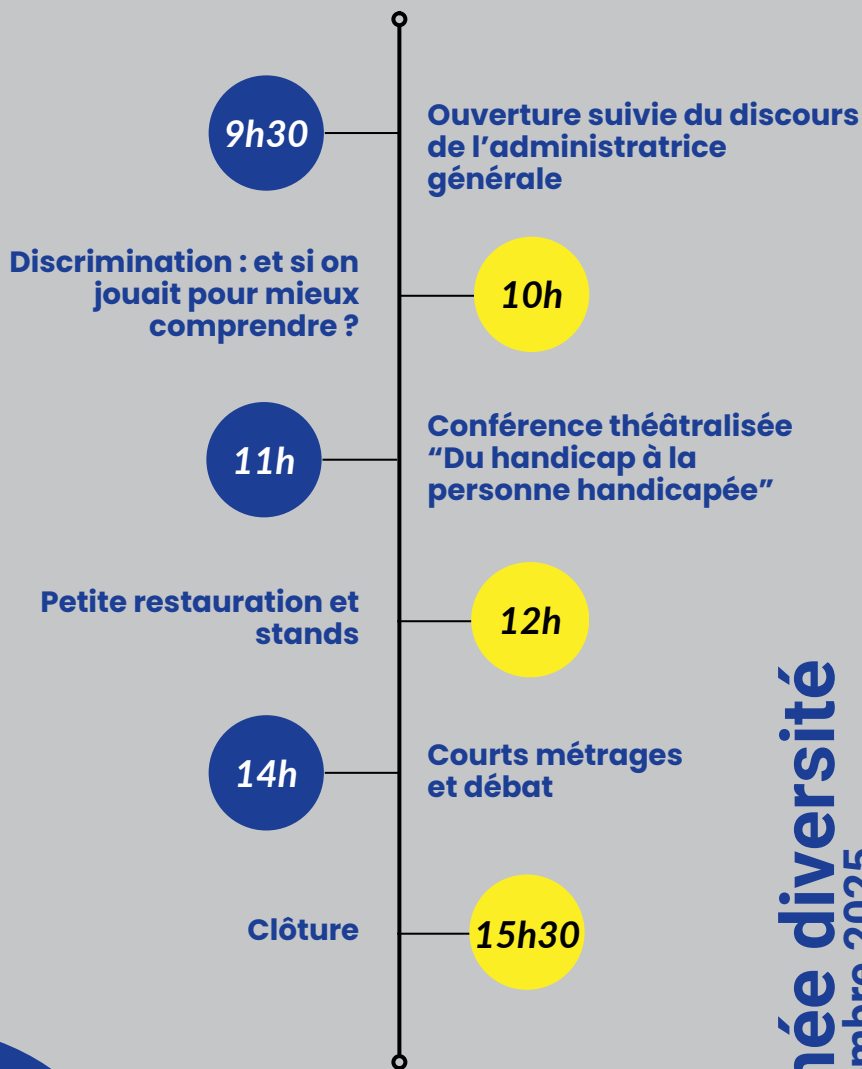 9h30
Ouverture suivie du discours
de l’administratrice
générale
Discrimination : et si on
jouait pour mieux
comprendre ?
10h
11h
Conférence théâtralisée
“Du handicap à la
personne handicapée”
Petite restauration et
stands
12h
14h
Courts métrages
et débat
Clôture
15h30
diversité
2025